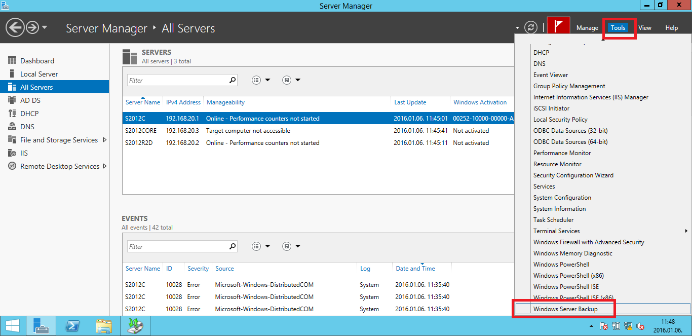 Server Manager
Server Manager ▸ All Servers
Manage Tools View Help
Dashboard
Local Server
All Servers
AD DS
DHCP
DNS
File and Storage Services
IIS
Remote Desktop Services
SERVERS
All servers | 3 total
Filter
Server Name IPv4 Address Manageability Last Update Windows Activation
S2012C 192.168.20.1 Online - Performance counters not started 2016.01.06. 11:45:01 00252-10000-00000-A
S2012CORE 192.168.20.3 Target computer not accessible 2016.01.06. 11:45:41 Not activated
S2012R2D 192.168.20.2 Online - Performance counters not started 2016.01.06. 11:45:11 Not activated
EVENTS
All events | 42 total
Filter
Server Name ID Severity Source Log Date and Time
S2012C 10028 Error Microsoft-Windows-DistributedCOM System 2016.01.06. 11:35:40
S2012C 10028 Error Microsoft-Windows-DistributedCOM System 2016.01.06. 11:35:40
S2012C 10028 Error Microsoft-Windows-DistributedCOM System 2016.01.06. 11:35:40
DHCP
DNS
Event Viewer
Group Policy Management
Internet Information Services (IIS) Manager
iSCSI Initiator
Local Security Policy
ODBC Data Sources (32-bit)
ODBC Data Sources (64-bit)
Performance Monitor
Resource Monitor
Security Configuration Wizard
Services
System Configuration
System Information
Task Scheduler
Terminal Services
Windows Firewall with Advanced Security
Windows Memory Diagnostic
Windows PowerShell
Windows PowerShell (x86)
Windows PowerShell ISE
Windows PowerShell ISE (x86)
Windows Server Backup
11:48
2016.01.06.